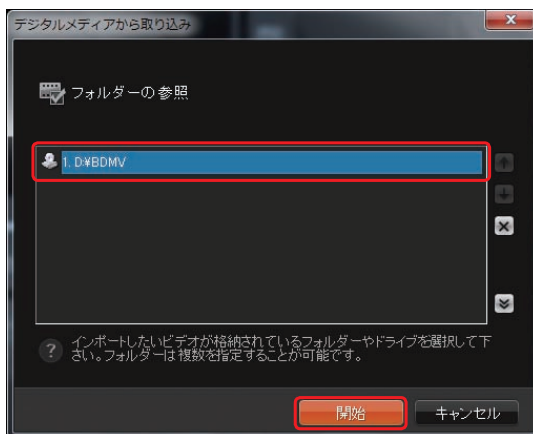 デジタルメディアから取り込み
フォルダーの参照
1. D:¥BDMV
インポートしたいビデオが格納されているフォルダーやドライブを選択して下
さい。フォルダーは複数を指定することが可能です。
開始
キャンセル